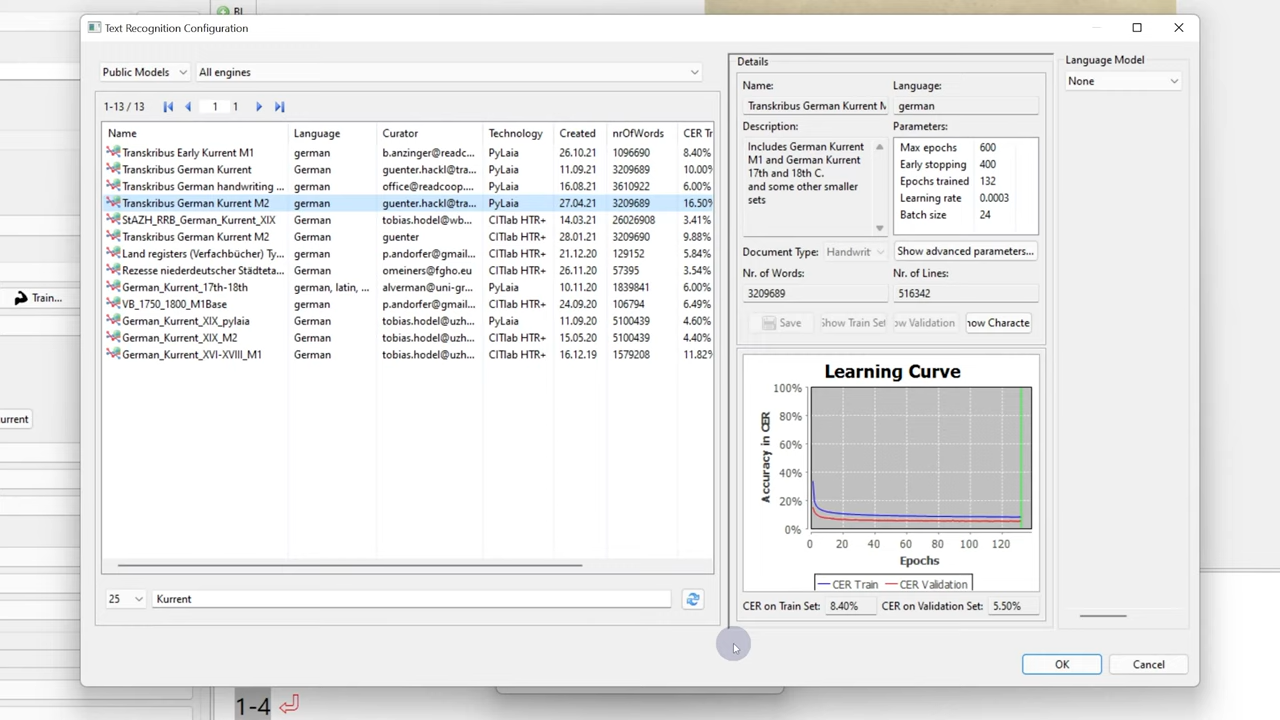 BL
Text Recognition Configuration
Public Models
All engines
1-13 / 13
1
1
Name Language Curator Technology Created nrOfWords CER Tr
Transkribus Early Kurrent M1 german b.anzinger@readc... PyLaia 26.10.21 1096690 8.40%
Transkribus German Kurrent german guenter.hackl@tra... PyLaia 11.09.21 3209689 10.00%
Transkribus German handwriting ... german office@readcoop.... PyLaia 16.08.21 3610922 6.00%
Transkribus German Kurrent M2 german guenter.hackl@tra... PyLaia 27.04.21 3209689 16.50%
StAZH_RRB_German_Kurrent_XIX German tobias.hodel@wb... CITlab HTR+ 14.03.21 26026908 3.41%
Transkribus German Kurrent M2 German guenter CITlab HTR+ 28.01.21 3209690 9.88%
Land registers (Verfachbücher) Ty... German p.andorfer@gmail... CITlab HTR+ 21.12.20 129152 5.84%
Rezesse niederdeutscher Städteta... German omeiners@fgho.eu CITlab HTR+ 26.11.20 57395 3.54%
German_Kurrent_17th-18th german, latin, ... alverman@uni-gr... PyLaia 10.11.20 1839841 6.00%
VB_1750_1800_M1Base German p.andorfer@gmail... CITlab HTR+ 24.09.20 106794 6.49%
German_Kurrent_XIX_pylaia German tobias.hodel@uzh... PyLaia 11.09.20 5100439 4.60%
German_Kurrent_XIX_M2 German tobias.hodel@uzh... CITlab HTR+ 15.05.20 5100439 4.40%
German_Kurrent_XVI-XVIII_M1 German tobias.hodel@uzh... CITlab HTR+ 16.12.19 1579208 11.82%
25
Kurrent
Details
Name: Language:
Transkribus German Kurrent M german
Description: Parameters:
Includes German Kurrent
M1 and German Kurrent
17th and 18th C.
and some other smaller
sets
Max epochs 600
Early stopping 400
Epochs trained 132
Learning rate 0.0003
Batch size 24
Document Type: Handwrit
Show advanced parameters...
Nr. of Words: Nr. of Lines:
3209689 516342
Save
Show Train Set
ow Validation
how Characte
Learning Curve
Accuracy in CER
100%
80%
60%
40%
20%
0%
0 20 40 60 80 100 120
Epochs
CER Train CER Validation
CER on Train Set: 8.40% CER on Validation Set: 5.50%
Language Model
None
OK
Cancel
Train...
urrent
1-4